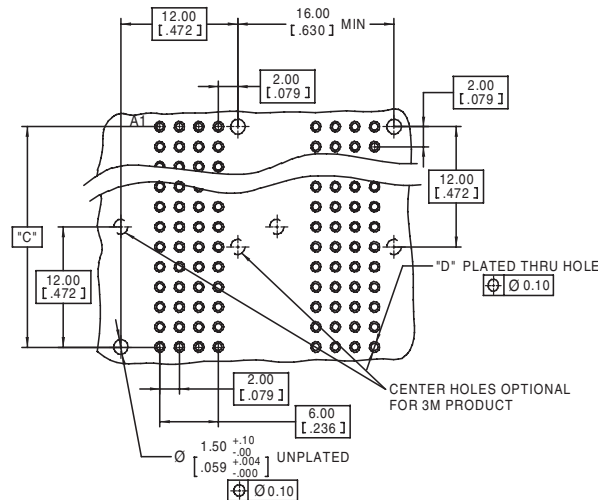 12.00
[.472]
16.00
[.630] MIN
2.00
[.079]
2.00
[.079]
A1
12.00
[.472]
"C"
12.00
[.472]
"D" PLATED THRU HOLE
⌖ Ø 0.10
2.00
[.079]
CENTER HOLES OPTIONAL
FOR 3M PRODUCT
6.00
[.236]
Ø 1.50 +.10 -.00
[.059 +.004 -.000] UNPLATED
⌖ Ø 0.10